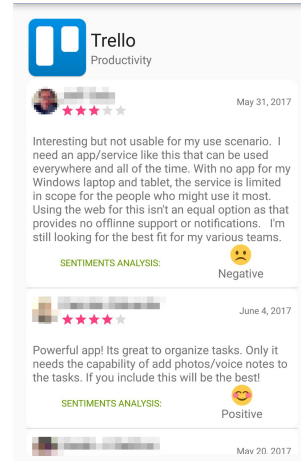 Trello
Productivity
May 31, 2017
Interesting but not usable for my use scenario. I
need an app/service like this that can be used
everywhere and all of the time. With no app for my
Windows laptop and tablet, the service is limited
in scope for the people who might use it most.
Using the web for this isn't an equal option as that
provides no offlinne support or notifications. I'm
still looking for the best fit for my various teams.
SENTIMENTS ANALYSIS:
Negative
June 4, 2017
Powerful app! Its great to organize tasks. Only it
needs the capability of add photos/voice notes to
the tasks. If you include this will be the best!
SENTIMENTS ANALYSIS:
Positive
May 20, 2017